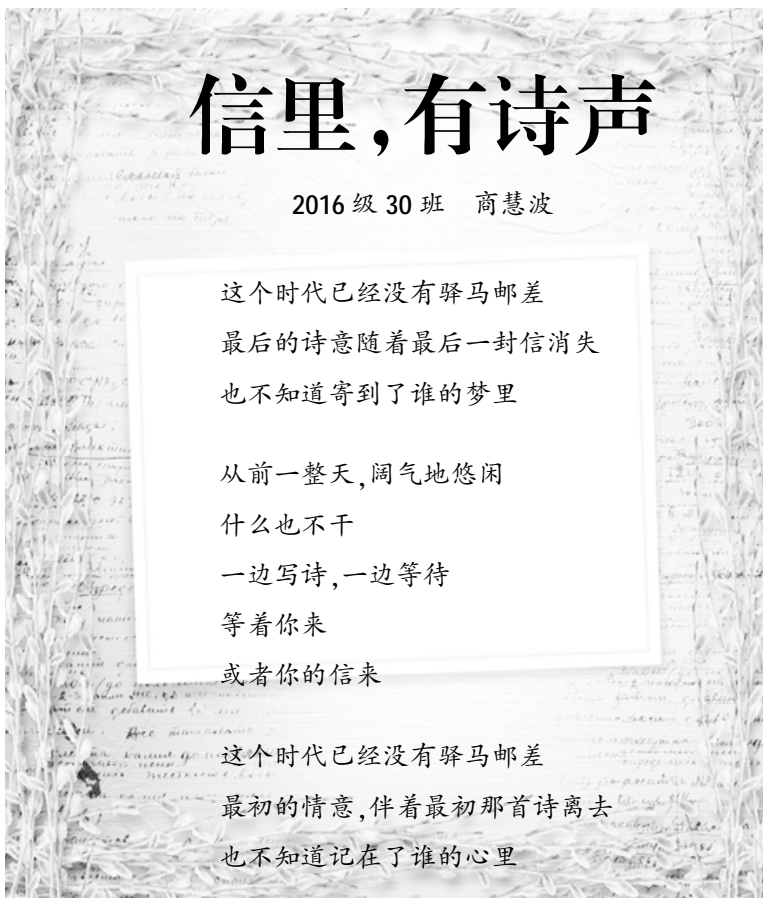 信里,有诗声
2016 级 30 班 商慧波
这个时代已经没有驿马邮差
最后的诗意随着最后一封信消失
也不知道寄到了谁的梦里
从前一整天,阔气地悠闲
什么也不干
一边写诗,一边等待
等着你来
或者你的信来
这个时代已经没有驿马邮差
最初的情意,伴着最初那首诗离去
也不知道记在了谁的心里